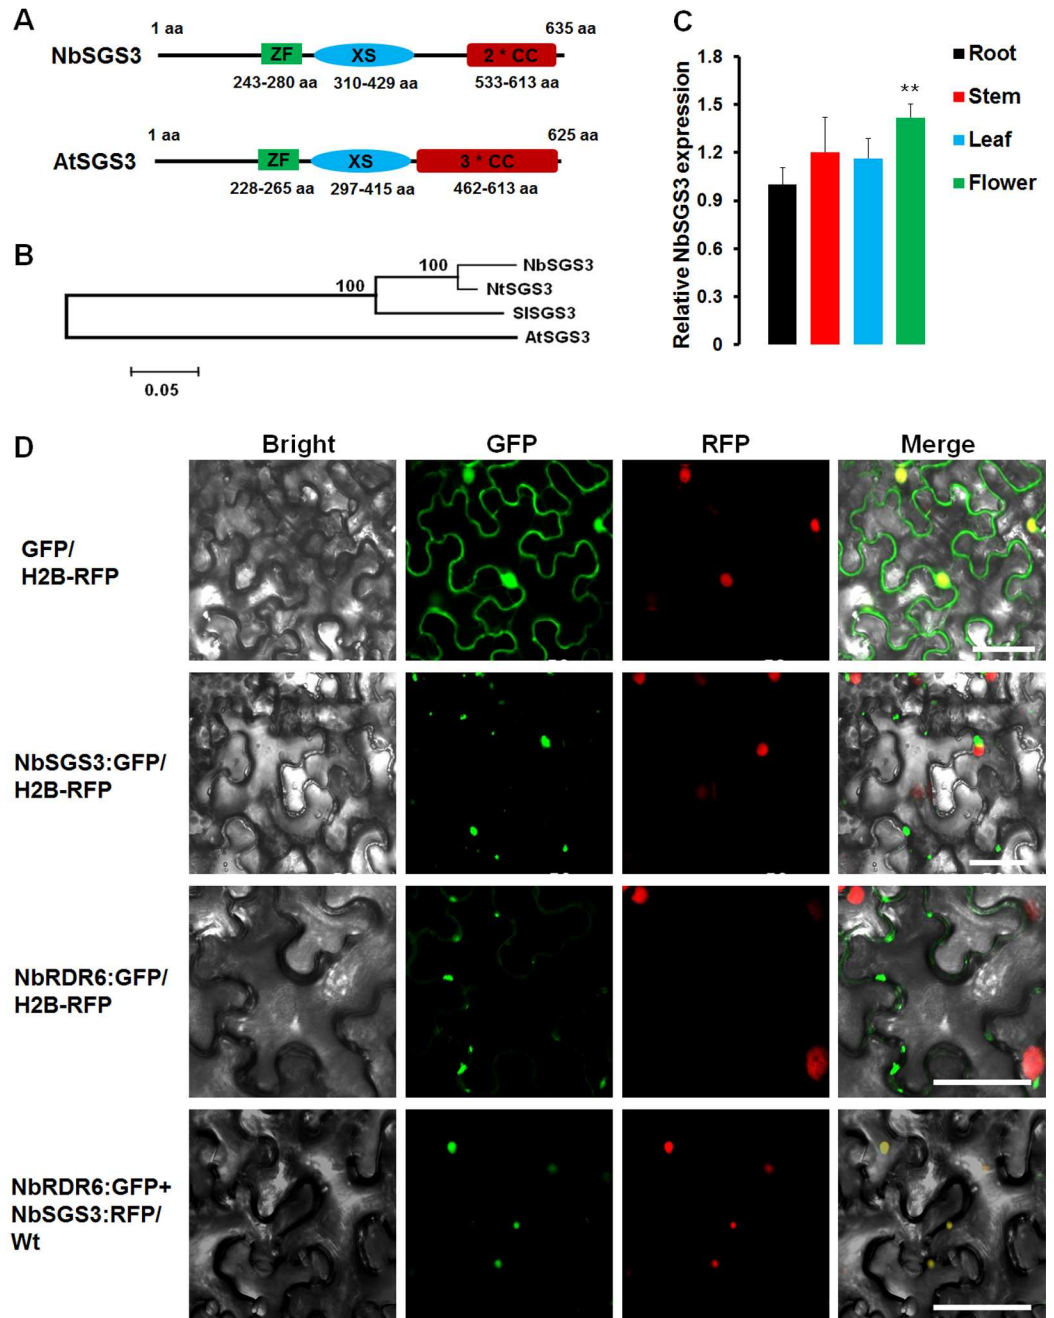 A
1 aa
635 aa
NbSGS3
ZF
XS
2 * CC
243-280 aa
310-429 aa
533-613 aa
1 aa
625 aa
AtSGS3
ZF
XS
3 * CC
228-265 aa
297-415 aa
462-613 aa
B
100
NbSGS3
100
NtSGS3
SlSGS3
AtSGS3
0.05
C
Relative NbSGS3 expression
1.8
1.5
1.2
0.9
0.6
0.3
0
**
Root
Stem
Leaf
Flower
D
Bright
GFP
RFP
Merge
GFP/
H2B-RFP
NbSGS3:GFP/
H2B-RFP
NbRDR6:GFP/
H2B-RFP
NbRDR6:GFP+
NbSGS3:RFP/
Wt